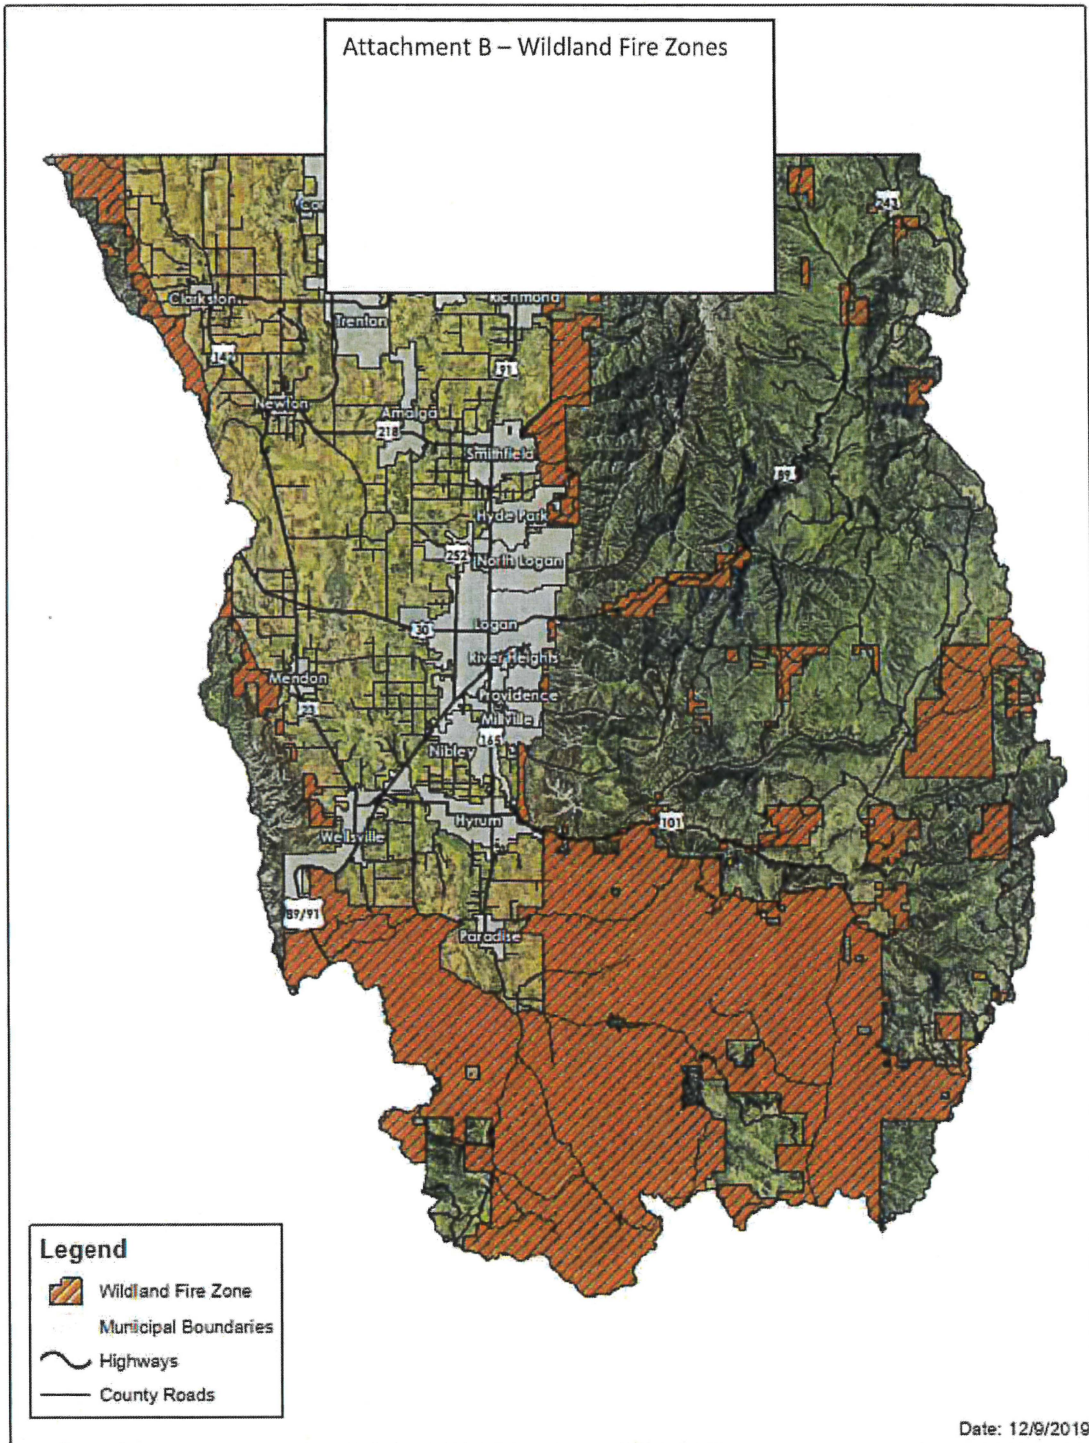 Attachment B – Wildland Fire Zones
243
Clarkston
Richmond
Trenton
142
91
Newton
Amalga
218
Smithfield
89
Hyde Park
252
North Logan
Logan
30
River Heights
Mendon
Providence
23
Millville
165
Nibley
Hyrum
101
Wellsville
89/91
Paradise
Legend
Wildland Fire Zone
Municipal Boundaries
Highways
County Roads
Date: 12/9/2019